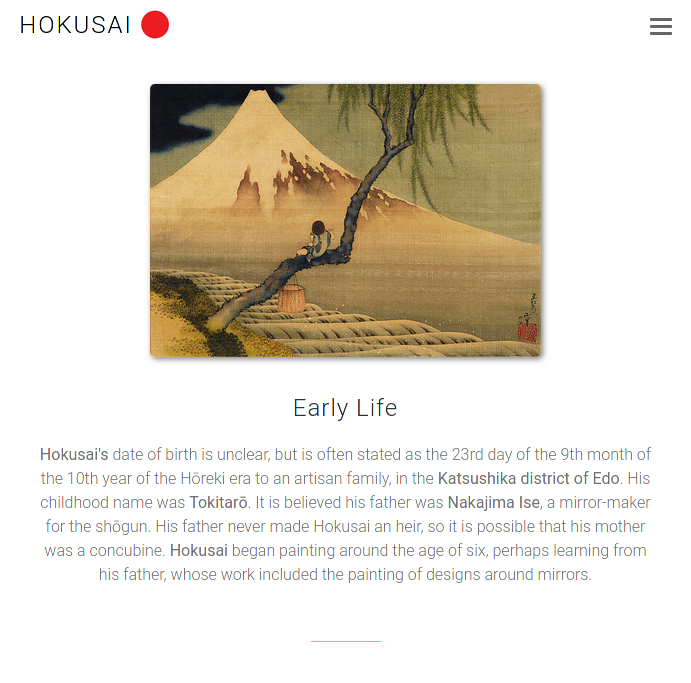 HOKUSAI
Early Life
Hokusai's date of birth is unclear, but is often stated as the 23rd day of the 9th month of
the 10th year of the Hōreki era to an artisan family, in the Katsushika district of Edo. His
childhood name was Tokitarō. It is believed his father was Nakajima Ise, a mirror-maker
for the shōgun. His father never made Hokusai an heir, so it is possible that his mother
was a concubine. Hokusai began painting around the age of six, perhaps learning from
his father, whose work included the painting of designs around mirrors.